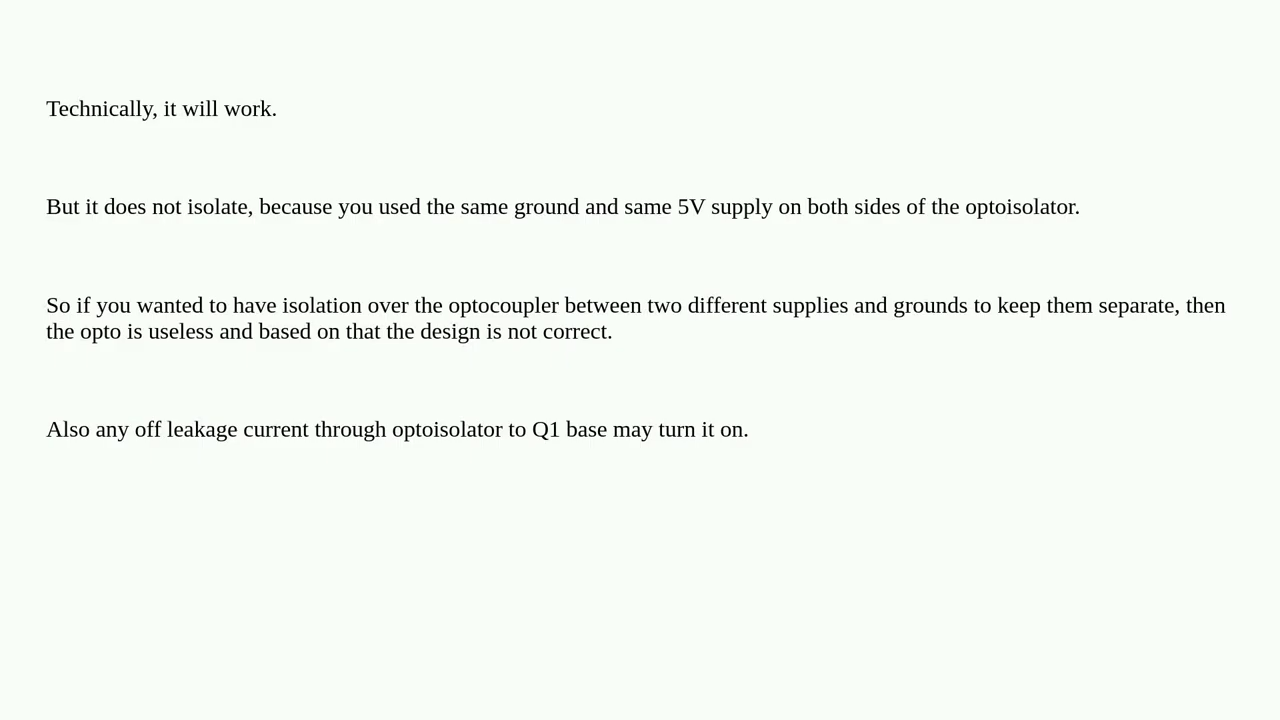 Technically, it will work.
But it does not isolate, because you used the same ground and same 5V supply on both sides of the optoisolator.
So if you wanted to have isolation over the optocoupler between two different supplies and grounds to keep them separate, then
the opto is useless and based on that the design is not correct.
Also any off leakage current through optoisolator to Q1 base may turn it on.